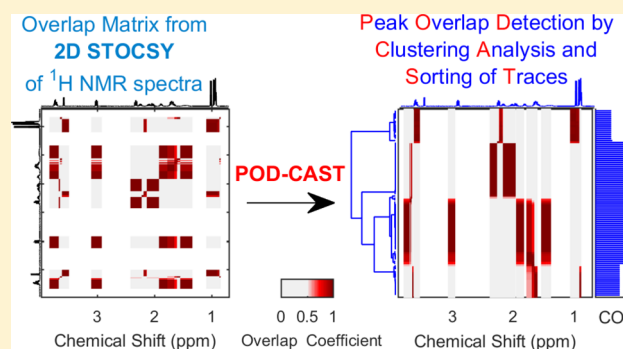 Overlap Matrix from
2D STOCSY
of ¹H NMR spectra
Peak Overlap Detection by
Clustering Analysis and
Sorting of Traces
POD-CAST
3 2 1
Chemical Shift (ppm)
0 0.5 1
Overlap Coefficient
3 2 1
Chemical Shift (ppm)
CO